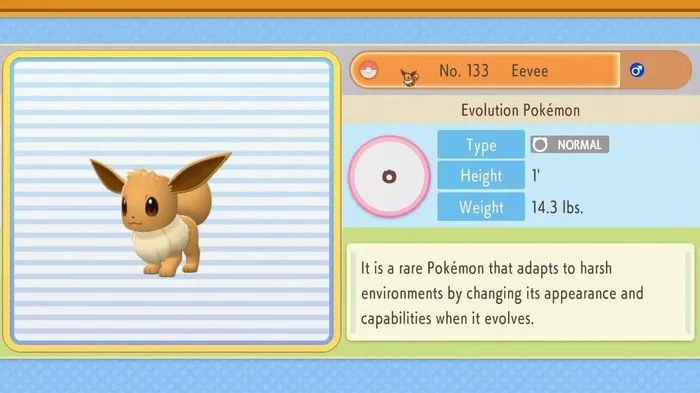 No. 133 Eevee
Evolution Pokémon
Type NORMAL
Height 1'
Weight 14.3 lbs.
It is a rare Pokémon that adapts to harsh
environments by changing its appearance and
capabilities when it evolves.